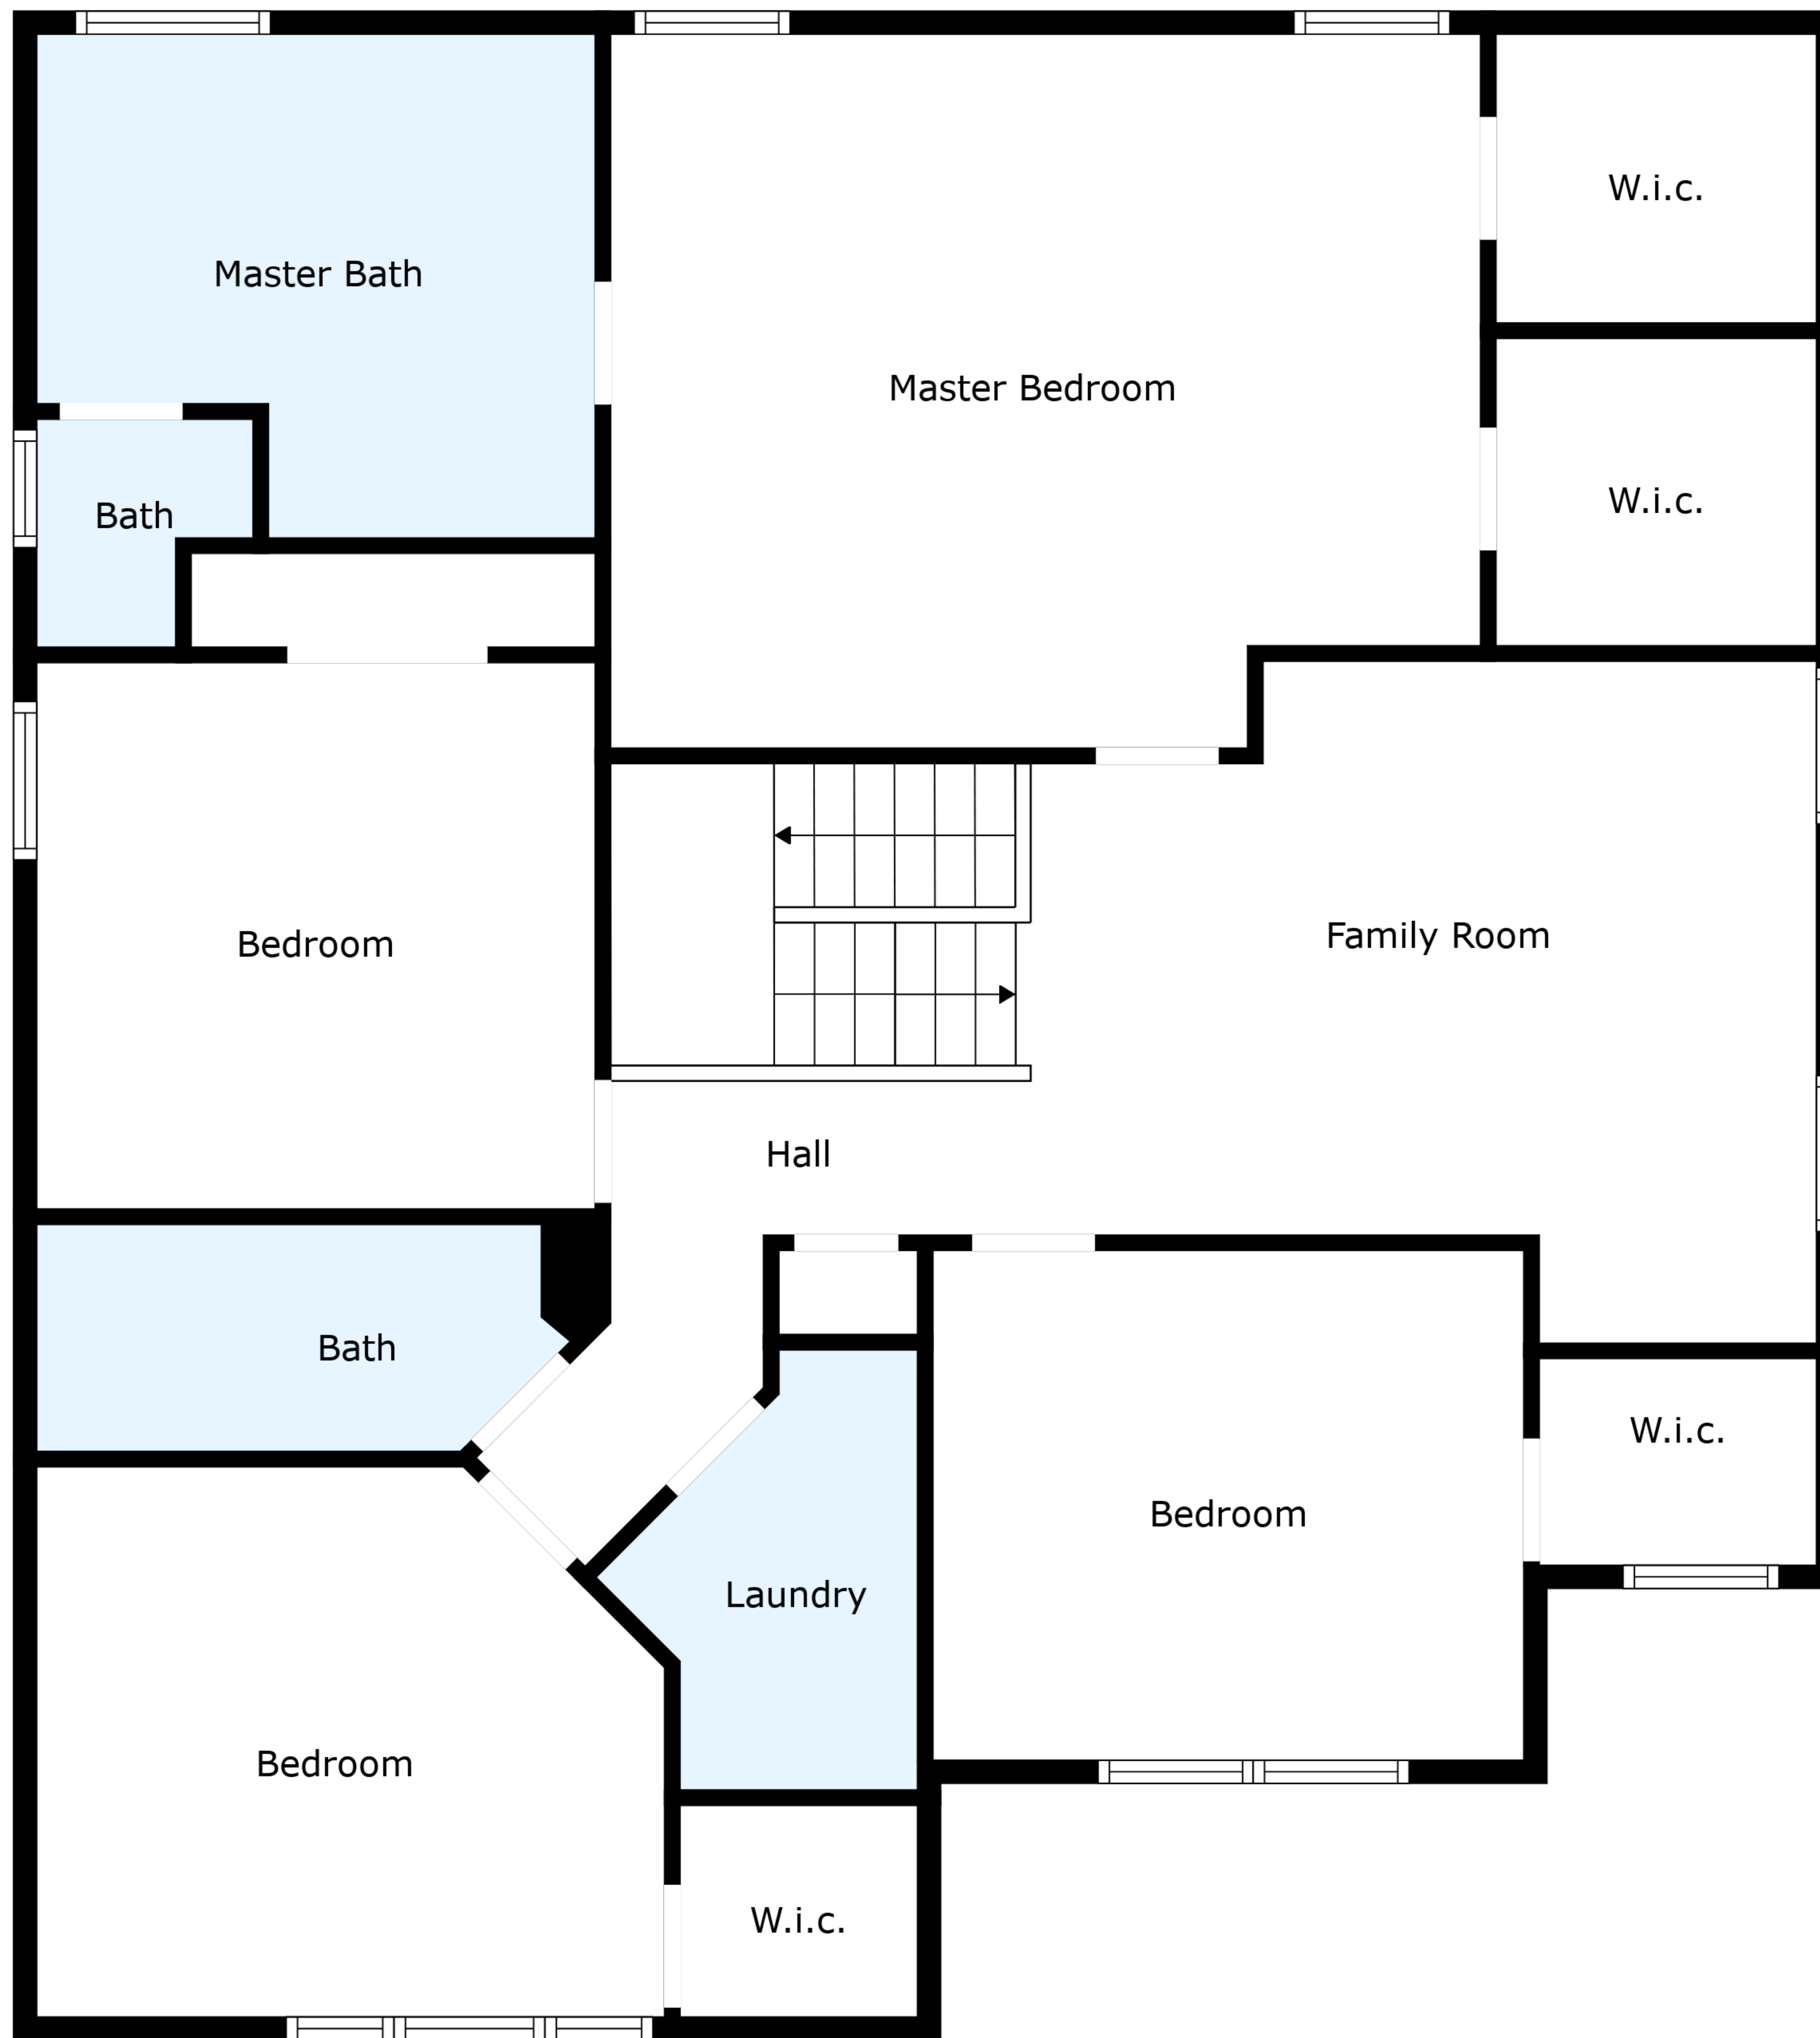 W.i.c.
Master Bath
Master Bedroom
W.i.c.
Bath
Family Room
Bedroom
Hall
Bath
W.i.c.
Bedroom
Laundry
Bedroom
W.i.c.